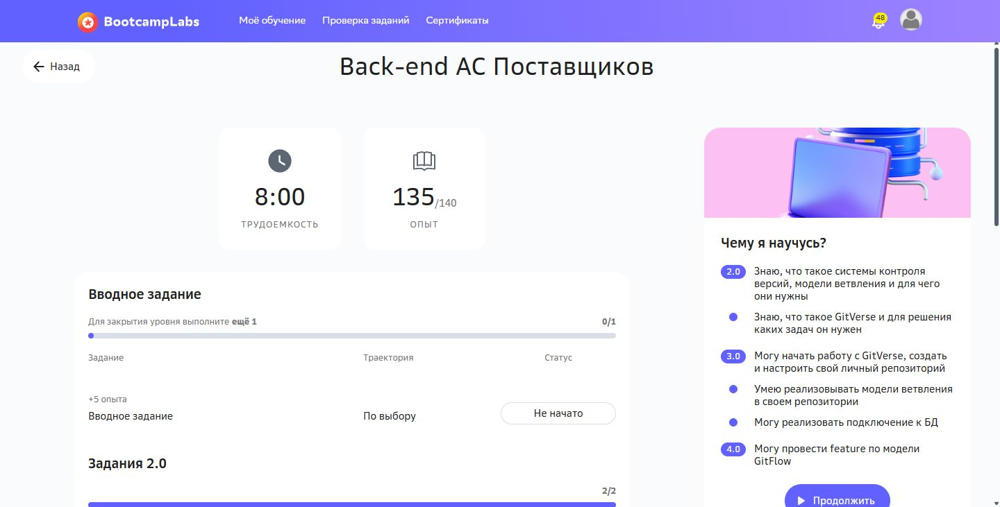 BootcampLabs
Моё обучение
Проверка заданий
Сертификаты
48
Назад
Back-end АС Поставщиков
8:00
ТРУДОЕМКОСТЬ
135/140
ОПЫТ
Вводное задание
Для закрытия уровня выполните ещё 1
0/1
Задание
Траектория
Статус
+5 опыта
Вводное задание
По выбору
Не начато
Задания 2.0
2/2
Чему я научусь?
2.0
Знаю, что такое системы контроля
версий, модели ветвления и для чего
они нужны
Знаю, что такое GitVerse и для решения
каких задач он нужен
3.0
Могу начать работу с GitVerse, создать
и настроить свой личный репозиторий
Умею реализовывать модели ветвления
в своем репозитории
Могу реализовать подключение к БД
4.0
Могу провести feature по модели
GitFlow
Продолжить